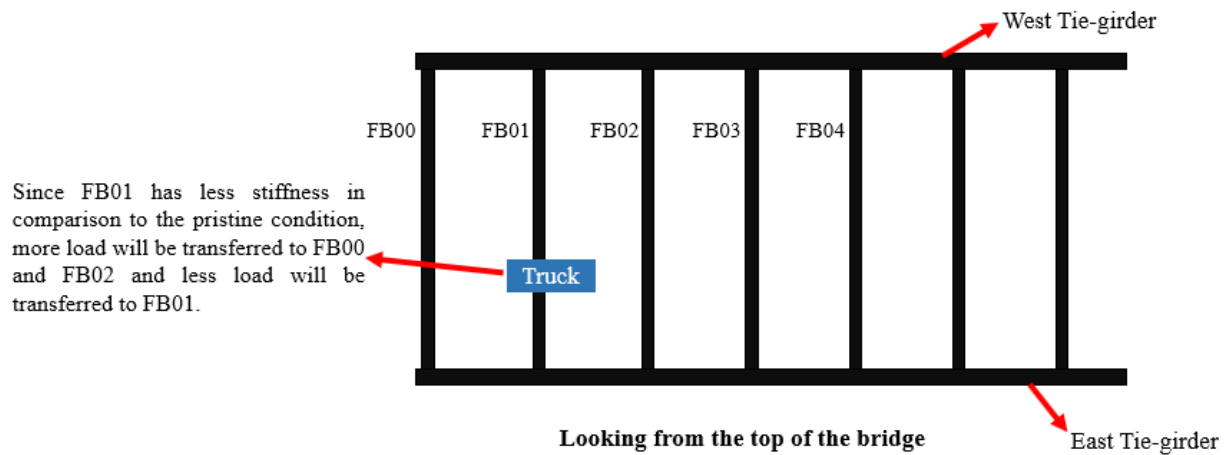 West Tie-girder
FB00
FB01
FB02
FB03
FB04
Since FB01 has less stiffness in
comparison to the pristine condition,
more load will be transferred to FB00
and FB02 and less load will be
transferred to FB01.
Truck
Looking from the top of the bridge
East Tie-girder